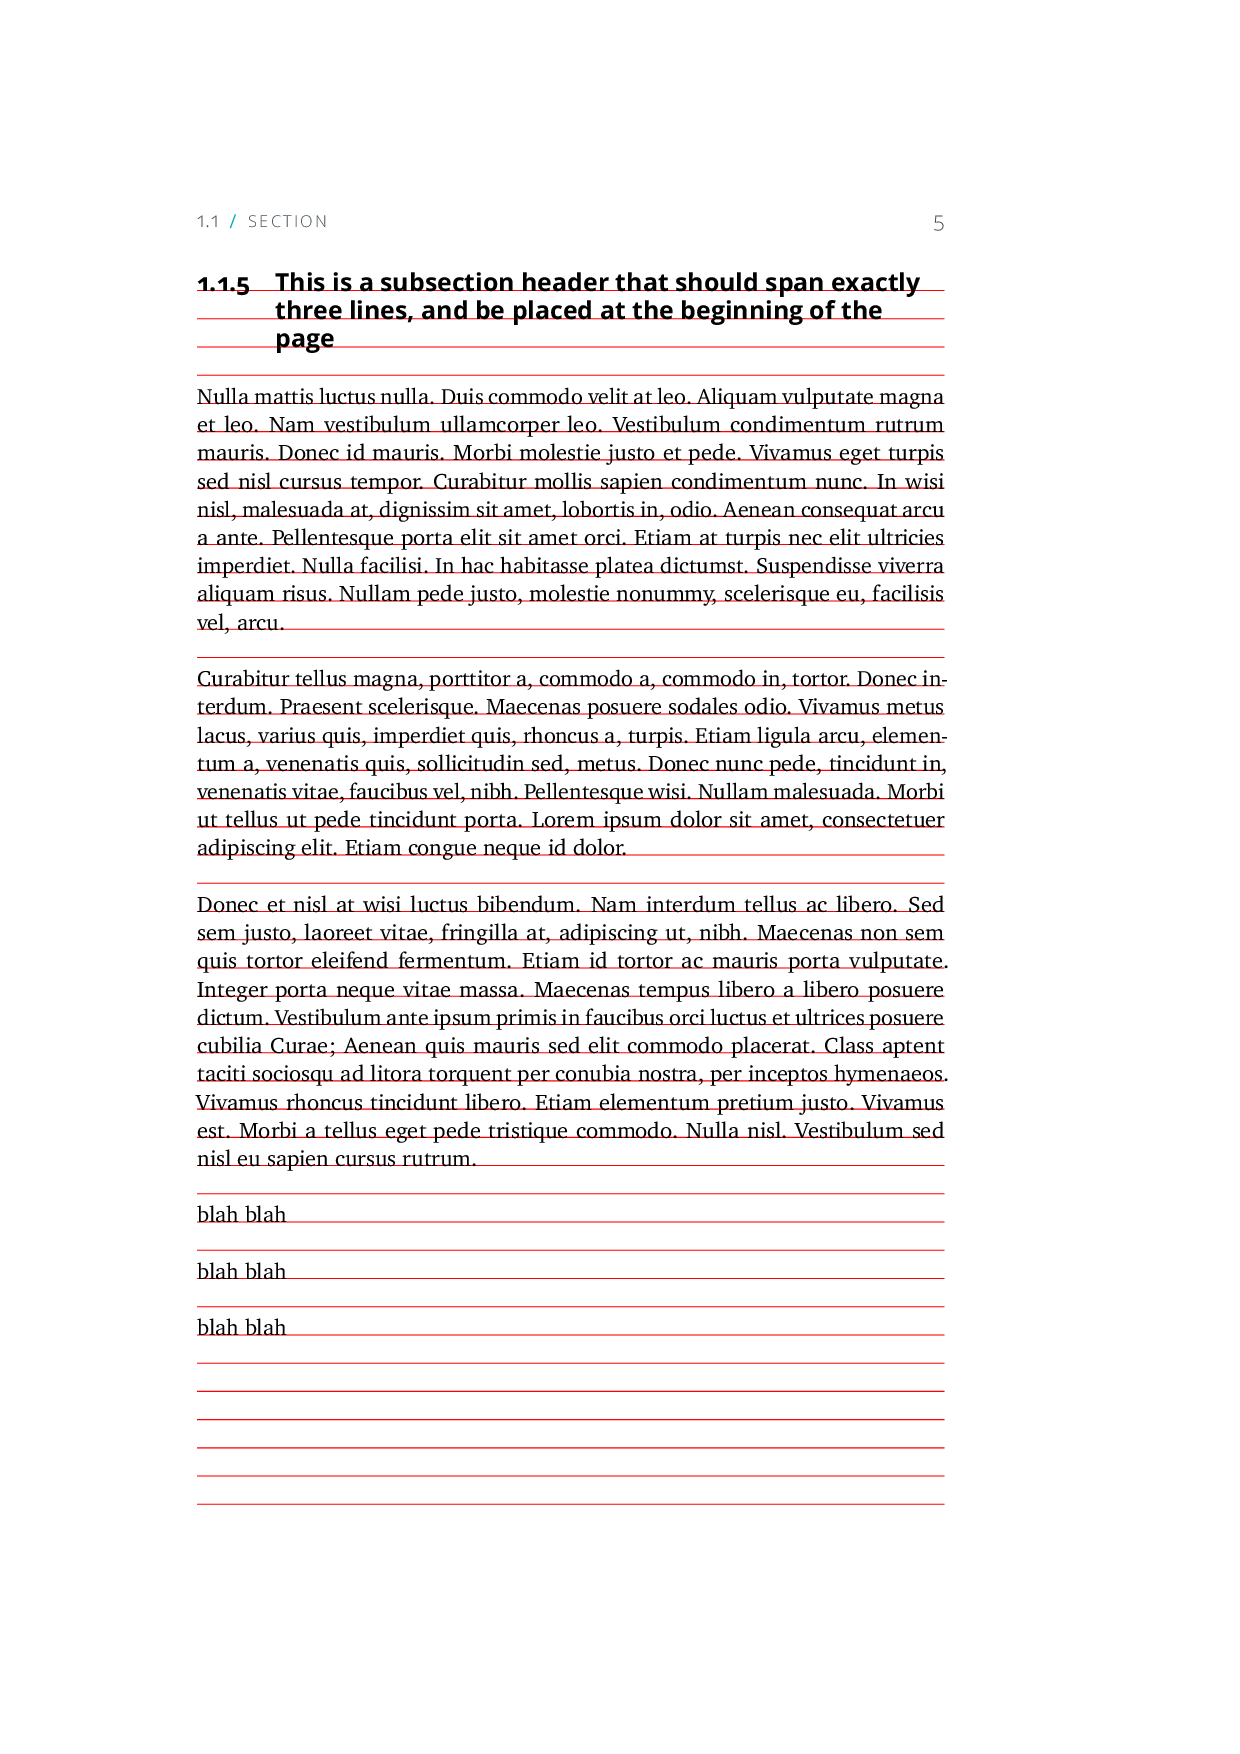 1.1 / SECTION 5
1.1.5 This is a subsection header that should span exactly
three lines, and be placed at the beginning of the
page
Nulla mattis luctus nulla. Duis commodo velit at leo. Aliquam vulputate magna
et leo. Nam vestibulum ullamcorper leo. Vestibulum condimentum rutrum
mauris. Donec id mauris. Morbi molestie justo et pede. Vivamus eget turpis
sed nisl cursus tempor. Curabitur mollis sapien condimentum nunc. In wisi
nisl, malesuada at, dignissim sit amet, lobortis in, odio. Aenean consequat arcu
a ante. Pellentesque porta elit sit amet orci. Etiam at turpis nec elit ultricies
imperdiet. Nulla facilisi. In hac habitasse platea dictumst. Suspendisse viverra
aliquam risus. Nullam pede justo, molestie nonummy, scelerisque eu, facilisis
vel, arcu.
Curabitur tellus magna, porttitor a, commodo a, commodo in, tortor. Donec in-
terdum. Praesent scelerisque. Maecenas posuere sodales odio. Vivamus metus
lacus, varius quis, imperdiet quis, rhoncus a, turpis. Etiam ligula arcu, elemen-
tum a, venenatis quis, sollicitudin sed, metus. Donec nunc pede, tincidunt in,
venenatis vitae, faucibus vel, nibh. Pellentesque wisi. Nullam malesuada. Morbi
ut tellus ut pede tincidunt porta. Lorem ipsum dolor sit amet, consectetuer
adipiscing elit. Etiam congue neque id dolor.
Donec et nisl at wisi luctus bibendum. Nam interdum tellus ac libero. Sed
sem justo, laoreet vitae, fringilla at, adipiscing ut, nibh. Maecenas non sem
quis tortor eleifend fermentum. Etiam id tortor ac mauris porta vulputate.
Integer porta neque vitae massa. Maecenas tempus libero a libero posuere
dictum. Vestibulum ante ipsum primis in faucibus orci luctus et ultrices posuere
cubilia Curae; Aenean quis mauris sed elit commodo placerat. Class aptent
taciti sociosqu ad litora torquent per conubia nostra, per inceptos hymenaeos.
Vivamus rhoncus tincidunt libero. Etiam elementum pretium justo. Vivamus
est. Morbi a tellus eget pede tristique commodo. Nulla nisl. Vestibulum sed
nisl eu sapien cursus rutrum.
blah blah
blah blah
blah blah